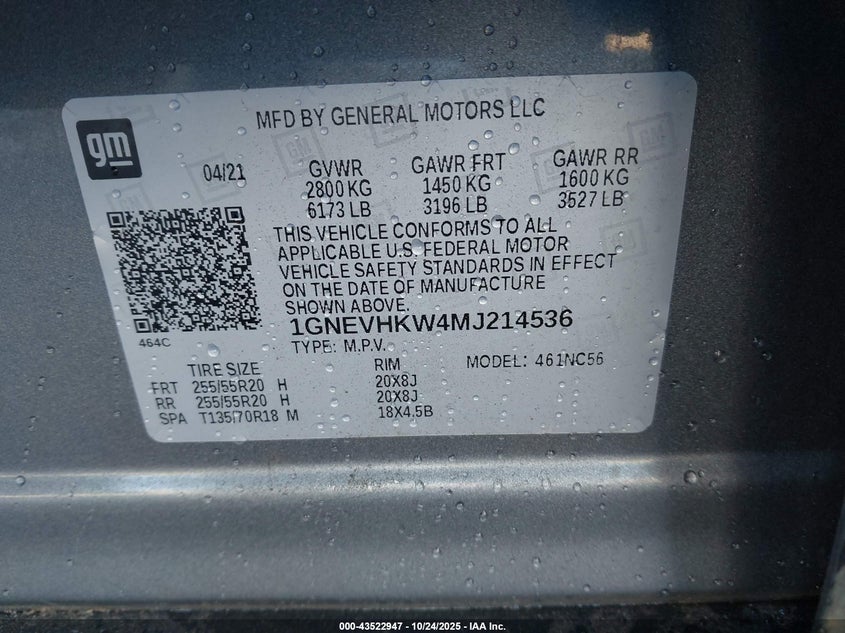 gm
MFD BY GENERAL MOTORS LLC
04/21
GVWR
2800 KG
6173 LB
GAWR FRT
1450 KG
3196 LB
GAWR RR
1600 KG
3527 LB
THIS VEHICLE CONFORMS TO ALL
APPLICABLE U.S. FEDERAL MOTOR
VEHICLE SAFETY STANDARDS IN EFFECT
ON THE DATE OF MANUFACTURE
SHOWN ABOVE.
1GNEVHKW4MJ214536
464C
TYPE: M.P.V.
MODEL: 461NC56
TIRE SIZE RIM
FRT 255/55R20 H 20X8J
RR 255/55R20 H 20X8J
SPA T135/70R18 M 18X4.5B
000-43522947 - 10/24/2025 - IAA Inc.